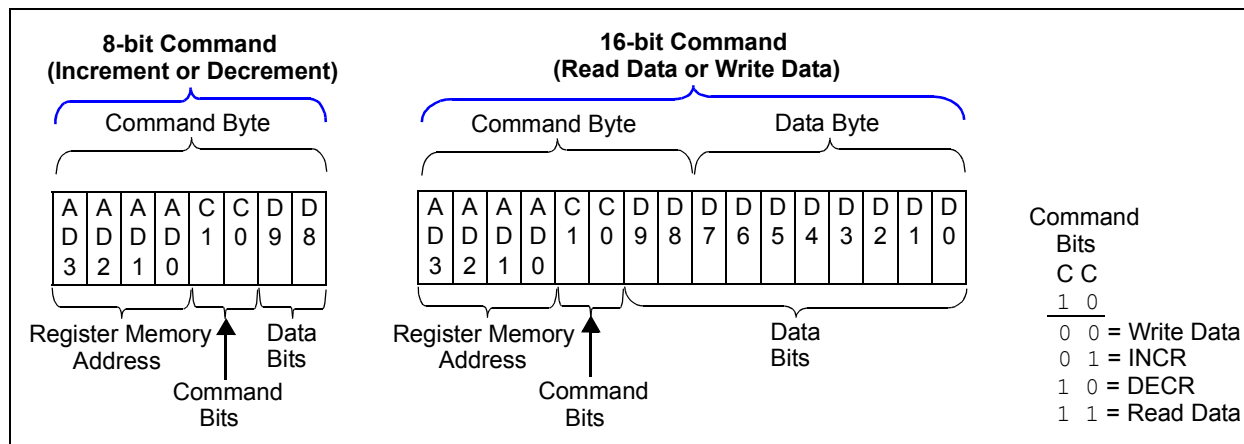 8-bit Command
(Increment or Decrement)
Command Byte
A A A A C C D D
D D D D 1 0 9 8
3 2 1 0
Register Memory
Address
Data
Bits
Command
Bits
16-bit Command
(Read Data or Write Data)
Command Byte
Data Byte
A A A A C C D D D D D D D D D D
D D D D 1 0 9 8 7 6 5 4 3 2 1 0
3 2 1 0
Register Memory
Address
Data
Bits
Command
Bits
Command
Bits
C C
1 0
0 0 = Write Data
0 1 = INCR
1 0 = DECR
1 1 = Read Data